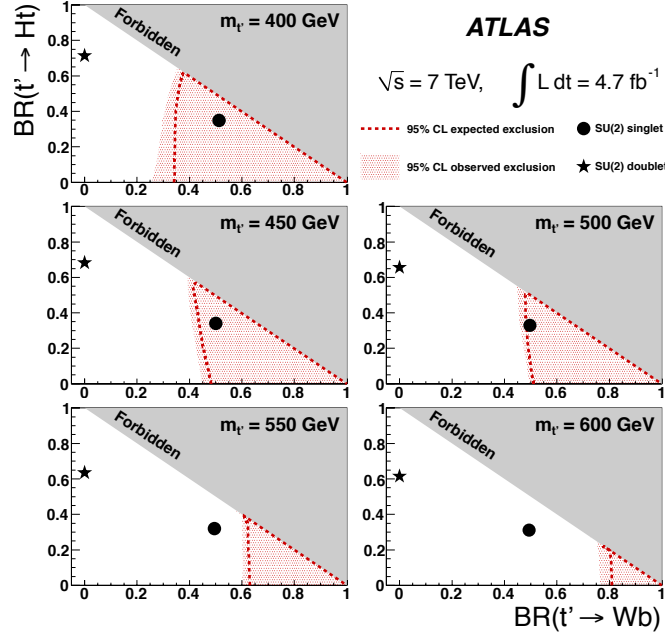 BR(t' → Ht)
1
0.8
0.6
0.4
0.2
0
Forbidden
m_t' = 400 GeV
0 0.2 0.4 0.6 0.8 1
ATLAS
√s = 7 TeV, ∫ L dt = 4.7 fb⁻¹
95% CL expected exclusion
SU(2) singlet
95% CL observed exclusion
SU(2) doublet
1
0.8
0.6
0.4
0.2
0
Forbidden
m_t' = 450 GeV
0 0.2 0.4 0.6 0.8 1
1
0.8
0.6
0.4
0.2
0
Forbidden
m_t' = 500 GeV
0 0.2 0.4 0.6 0.8 1
1
0.8
0.6
0.4
0.2
0
Forbidden
m_t' = 550 GeV
0 0.2 0.4 0.6 0.8 1
1
0.8
0.6
0.4
0.2
0
Forbidden
m_t' = 600 GeV
0 0.2 0.4 0.6 0.8 1
BR(t' → Wb)